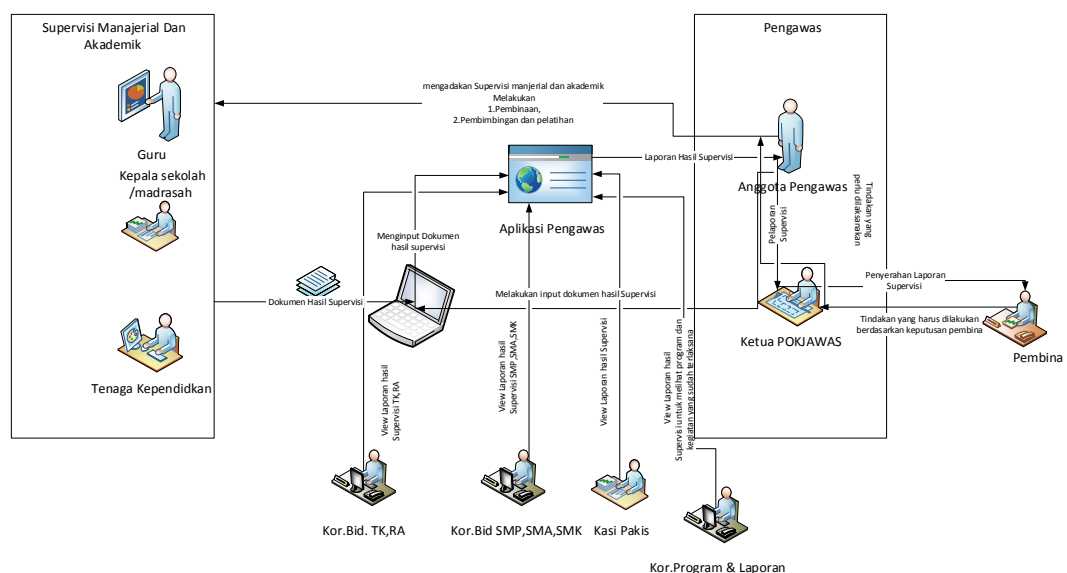 Supervisi Manajerial Dan
Akademik
Guru
Kepala sekolah
/madrasah
Tenaga Kependidkan
mengadakan Supervisi manjerial dan akademik
Melakukan
1.Pembinaan,
2.Pembimbingan dan pelatihan
Aplikasi Pengawas
Laporan Hasil Supervisi
Menginput Dokumen
hasil supervisi
Dokumen Hasil Supervisi
Melakukan input dokumen hasil Supervisi
Pengawas
Anggota Pengawas
Pelaporan
Supervisi
Tindakan yang
perlu dilaksanakan
Ketua POKJAWAS
Penyerahan Laporan
Supervisi
Tindakan yang harus dilakukan
berdasarkan keputusan pembina
Pembina
View Laporan hasil
Supervisi TK,RA
View Laporan hasil
Supervisi SMP,SMA,SMK
View Laporan hasil Supervisi
View Laporan hasil
Supervisi untuk melihat program dan
kegiatan yang sudah terlaksana
Kor.Bid. TK,RA
Kor.Bid SMP,SMA,SMK
Kasi Pakis
Kor.Program & Laporan